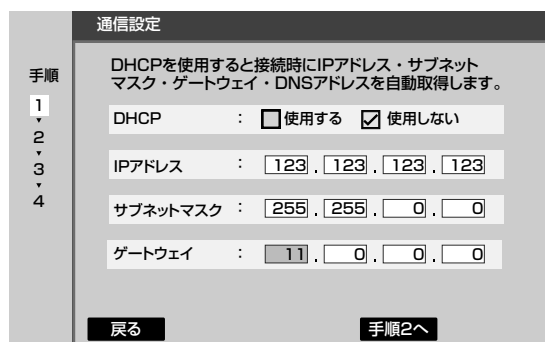 通信設定
手順
1
2
3
4
DHCPを使用すると接続時にIPアドレス・サブネット
マスク・ゲートウェイ・DNSアドレスを自動取得します。
DHCP : 使用する 使用しない
IPアドレス : 123 . 123 . 123 . 123
サブネットマスク : 255 . 255 . 0 . 0
ゲートウェイ : 11 . 0 . 0 . 0
戻る 手順2へ